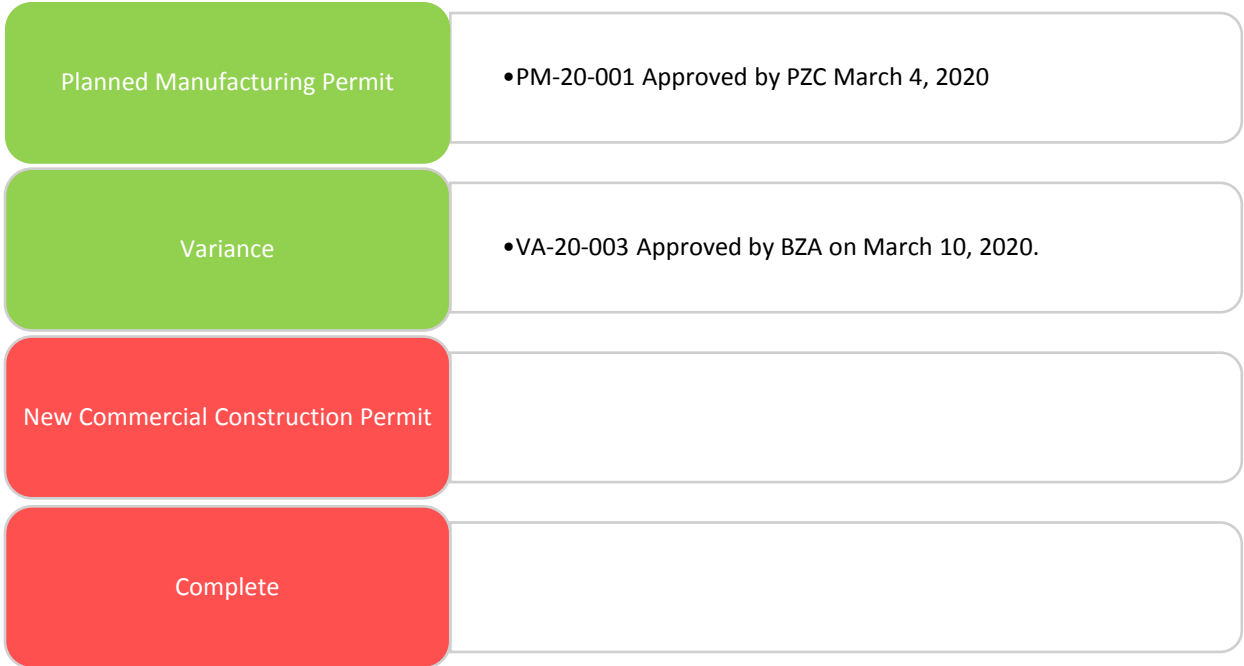 Planned Manufacturing Permit
•PM-20-001 Approved by PZC March 4, 2020
Variance
•VA-20-003 Approved by BZA on March 10, 2020.
New Commercial Construction Permit
Complete